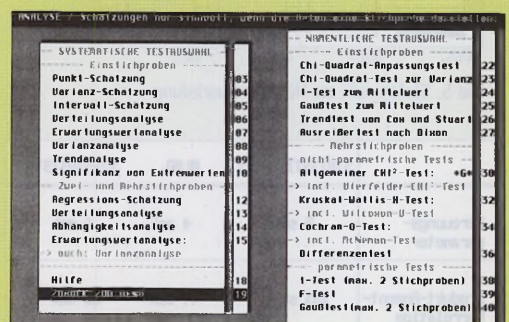 ANALYSE / Schätzungen nur sinnvoll, wenn die Daten eine Stichprobe darstellen:
SYSTEMATISCHE TESTAUSWAHL
Einstichproben
Punkt-Schätzung 03
Varianz-Schätzung 04
Intervall-Schätzung 05
Verteilungsanalyse 06
Erwartungswertanalyse 07
Varianzanalyse 08
Trendanalyse 09
Signifikanz von Extremwerten 10
Zwei- und Mehrstichproben
Regressions-Schätzung 12
Verteilungsanalyse 13
Abhängigkeitsanalyse 14
Erwartungswertanalyse: 15
-> auch: Varianzanalyse
Hilfe 18
ZURÜCK ZUM MENÜ 19
NAMENTLICHE TESTAUSWAHL
Einstichproben
Chi-Quadrat-Anpassungstest 22
Chi-Quadrat-Test zur Varianz 23
t-Test zum Mittelwert 24
Gaußtest zum Mittelwert 25
Trendtest von Cox und Stuart 26
Ausreißertest nach Dixon 27
Mehrstichproben
nicht-parametrische Tests
Allgemeiner CHI²-Test: *G* 30
-> incl. Vierfelder-CHI²-Test
Kruskal-Wallis-H-Test: 32
-> incl. Wilcoxon-U-Test
Cochran-Q-Test: 34
-> incl. McNemar-Test
Differenzentest 36
parametrische Tests
t-Test (max. 2 Stichproben) 38
F-Test 39
Gaußtest(max. 2 Stichproben) 40